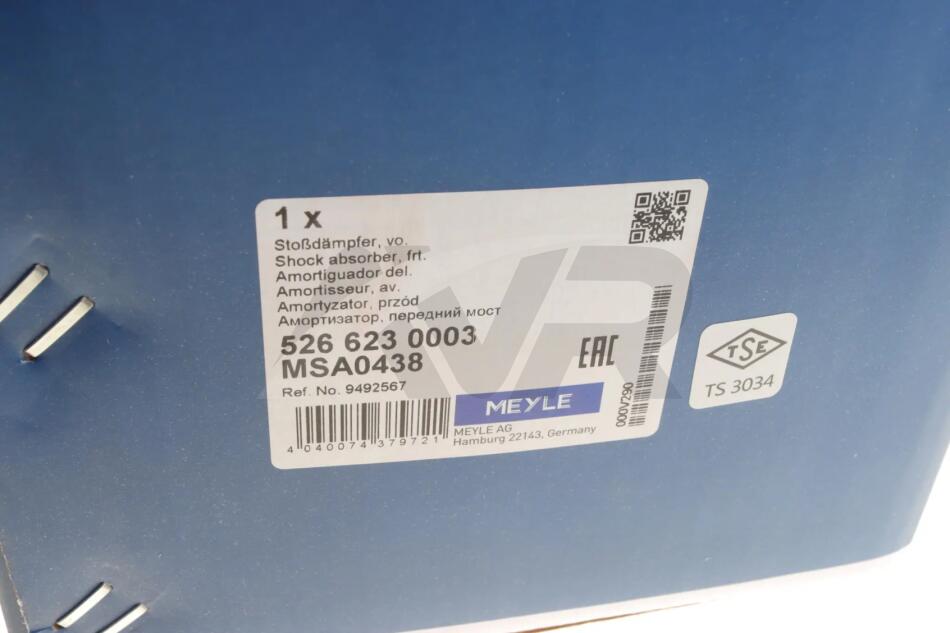 1 x
Stoßdämpfer, vo.
Shock absorber, frt.
Amortiguador del.
Amortisseur, av.
Amortyzator, przód
Амортизатор, передний мост
526 623 0003
MSA0438
Ref. No. 9492567
4 040074 379721
MEYLE
MEYLE AG
Hamburg 22143, Germany
EAC
000V290
TSE
TS 3034